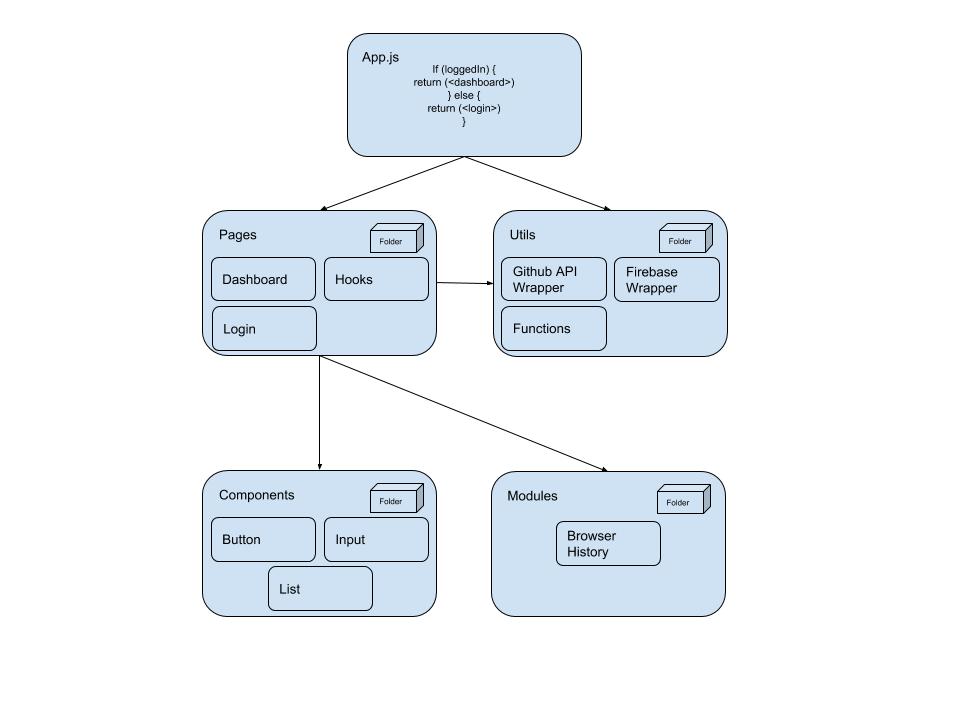 App.js
If (loggedIn) {
return (<dashboard>)
} else {
return (<login>)
}
Pages
Folder
Dashboard
Hooks
Login
Utils
Folder
Github API
Wrapper
Firebase
Wrapper
Functions
Components
Folder
Button
Input
List
Modules
Folder
Browser
History